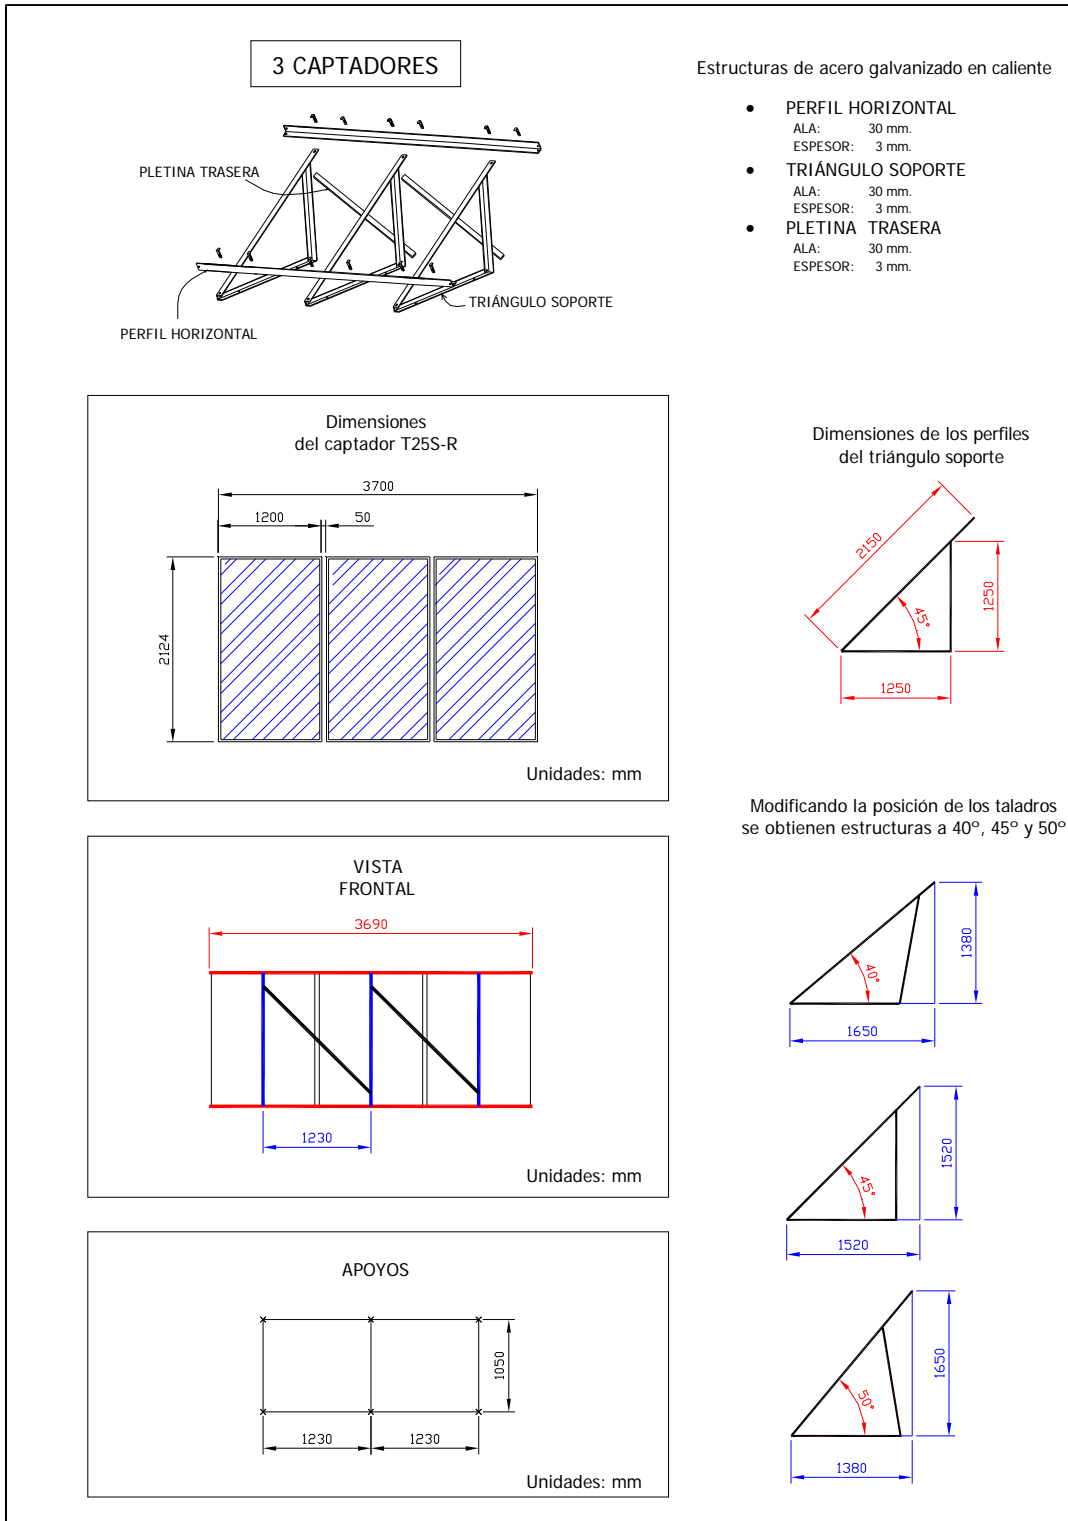 3 CAPTADORES
PLETINA TRASERA
TRIÁNGULO SOPORTE
PERFIL HORIZONTAL
Estructuras de acero galvanizado en caliente
• PERFIL HORIZONTAL
ALA: 30 mm.
ESPESOR: 3 mm.
• TRIÁNGULO SOPORTE
ALA: 30 mm.
ESPESOR: 3 mm.
• PLETINA TRASERA
ALA: 30 mm.
ESPESOR: 3 mm.
Dimensiones
del captador T25S-R
3700
1200
50
2124
Unidades: mm
Dimensiones de los perfiles
del triángulo soporte
2150
45°
1250
1250
VISTA
FRONTAL
3690
1230
Unidades: mm
Modificando la posición de los taladros
se obtienen estructuras a 40º, 45º y 50º
40°
1380
1650
45°
1520
1520
50°
1650
1380
APOYOS
1050
1230
1230
Unidades: mm